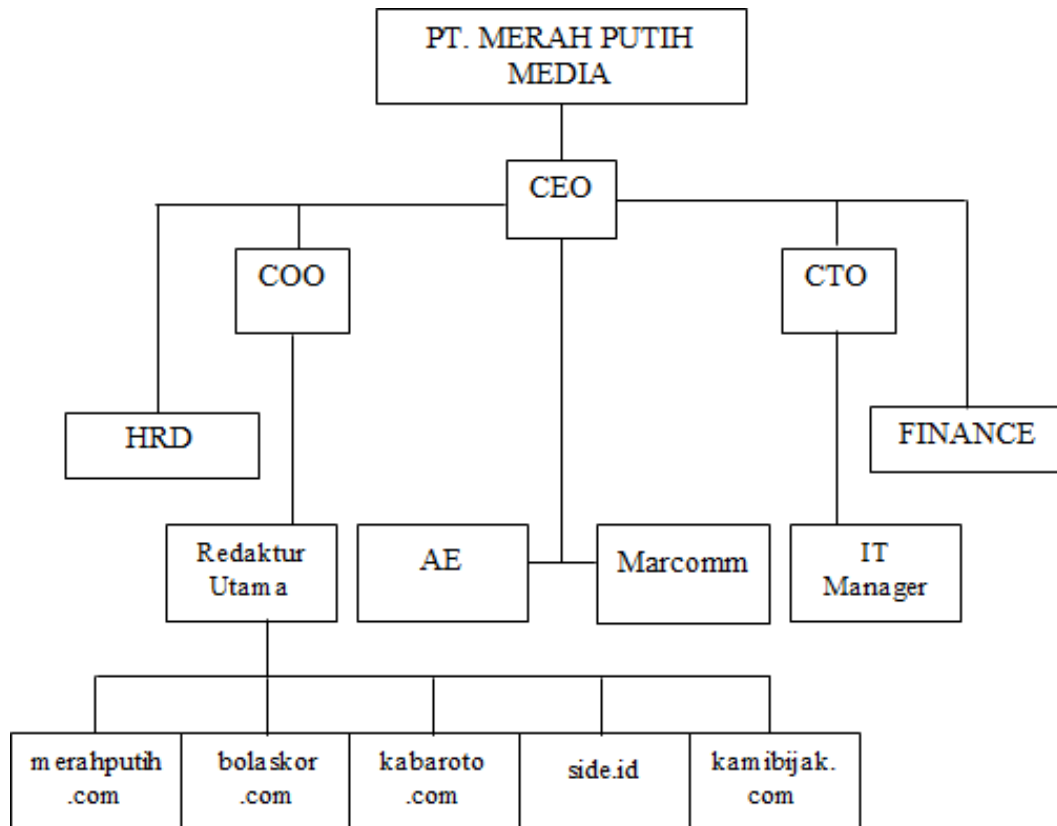 PT. MERAH PUTIH
MEDIA
CEO
COO
CTO
HRD
FINANCE
Redaktur
Utama
AE
Marcomm
IT
Manager
merahputih
.com
bolaskor
.com
kabaroto
.com
side.id
kamibijak.
com